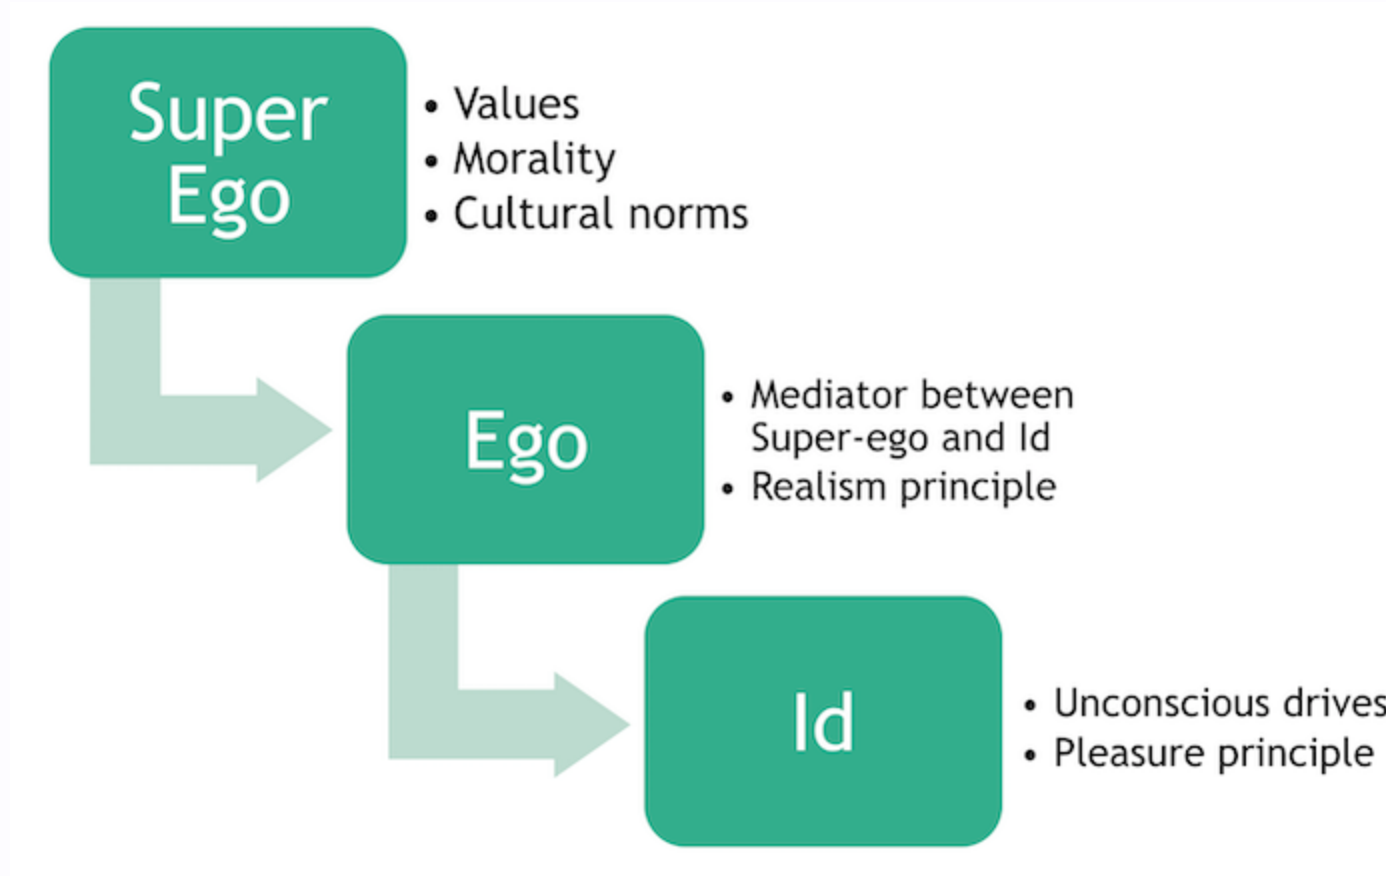 Super
Ego
• Values
• Morality
• Cultural norms
Ego
• Mediator between
Super-ego and Id
• Realism principle
Id
• Unconscious drives
• Pleasure principle